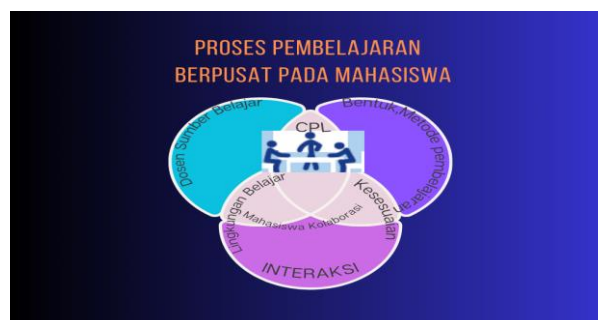 PROSES PEMBELAJARAN
BERPUSAT PADA MAHASISWA
Dosen Sumber Belajar
Bentuk, Metode pembelajaran
CPL
Lingkungan Belajar
Kesesuaian
Mahasiswa Kolaborasi
INTERAKSI